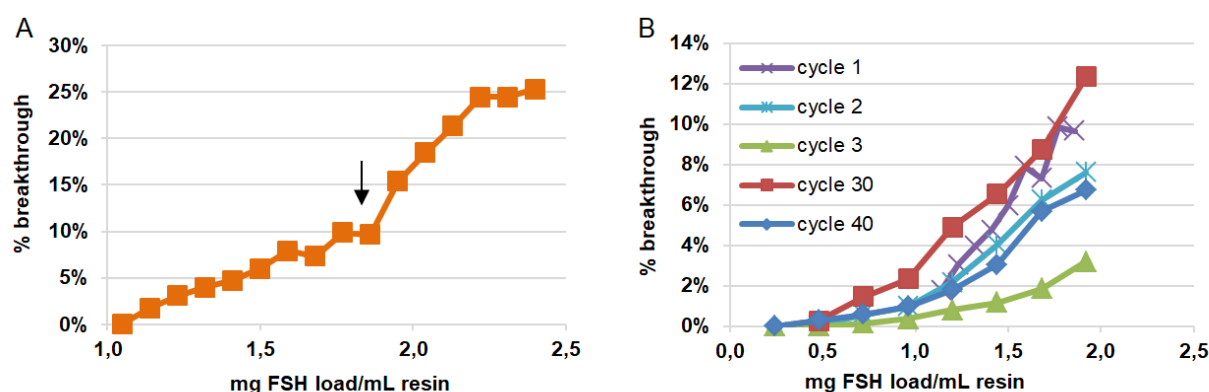 A
30%
25%
20%
15%
10%
5%
0%
% breakthrough
1,0 1,5 2,0 2,5
mg FSH load/mL resin
B
14%
12%
10%
8%
6%
4%
2%
0%
% breakthrough
cycle 1
cycle 2
cycle 3
cycle 30
cycle 40
0,0 0,5 1,0 1,5 2,0 2,5
mg FSH load/mL resin